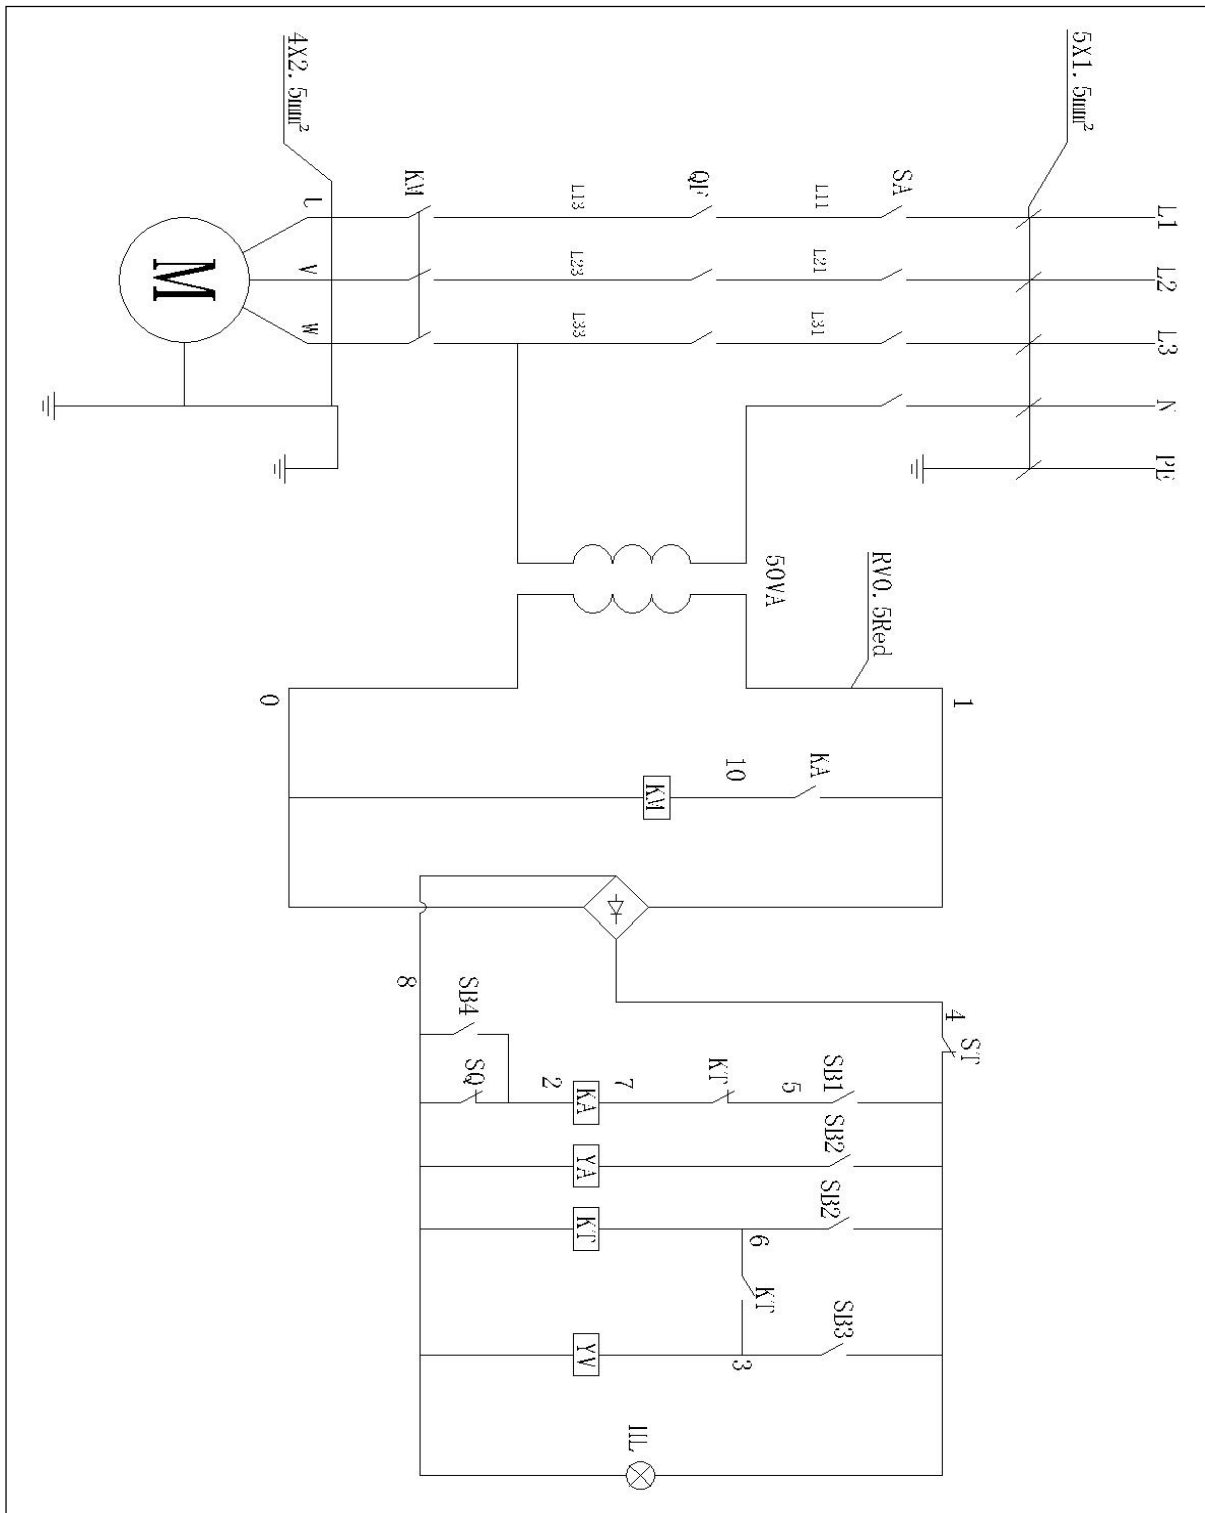 L1
L2
L3
N
PE
5X1.5mm²
SA
L11
L21
L31
QF
L13
L23
L33
KM
4X2.5mm²
U
V
W
M
50VA
RV0.5Red
0
1
KA
10
KM
4
ST
8
SB4
SQ
2
KA
7
KT
5
SB1
YA
SB2
KT
6
SB2
KT
YV
3
SB3
HL